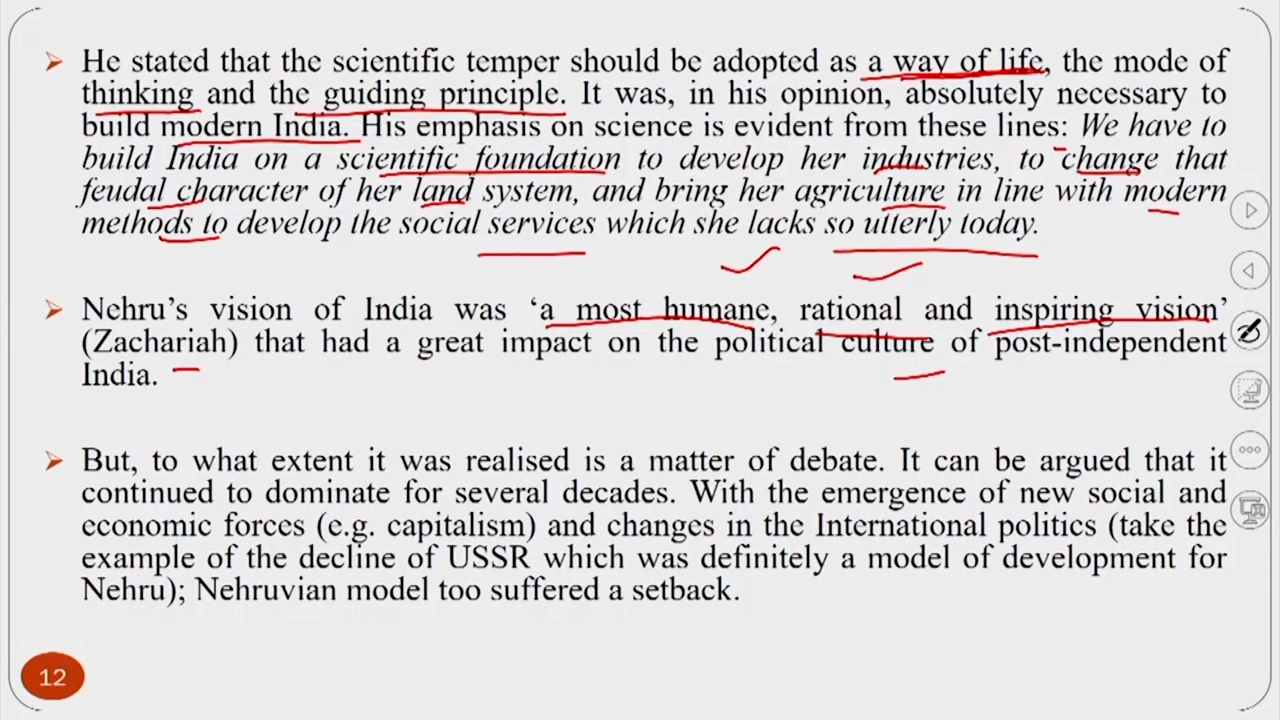 He stated that the scientific temper should be adopted as a way of life, the mode of
thinking and the guiding principle. It was, in his opinion, absolutely necessary to
build modern India. His emphasis on science is evident from these lines: We have to
build India on a scientific foundation to develop her industries, to change that
feudal character of her land system, and bring her agriculture in line with modern
methods to develop the social services which she lacks so utterly today.
Nehru's vision of India was ‘a most humane, rational and inspiring vision’
(Zachariah) that had a great impact on the political culture of post-independent
India.
But, to what extent it was realised is a matter of debate. It can be argued that it
continued to dominate for several decades. With the emergence of new social and
economic forces (e.g. capitalism) and changes in the International politics (take the
example of the decline of USSR which was definitely a model of development for
Nehru); Nehruvian model too suffered a setback.
12